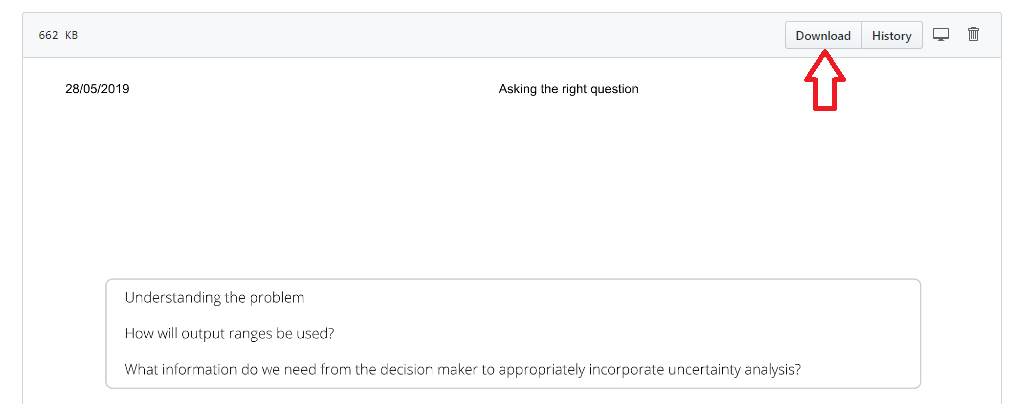 662 KB Download History
28/05/2019 Asking the right question
Understanding the problem
How will output ranges be used?
What information do we need from the decision maker to appropriately incorporate uncertainty analysis?